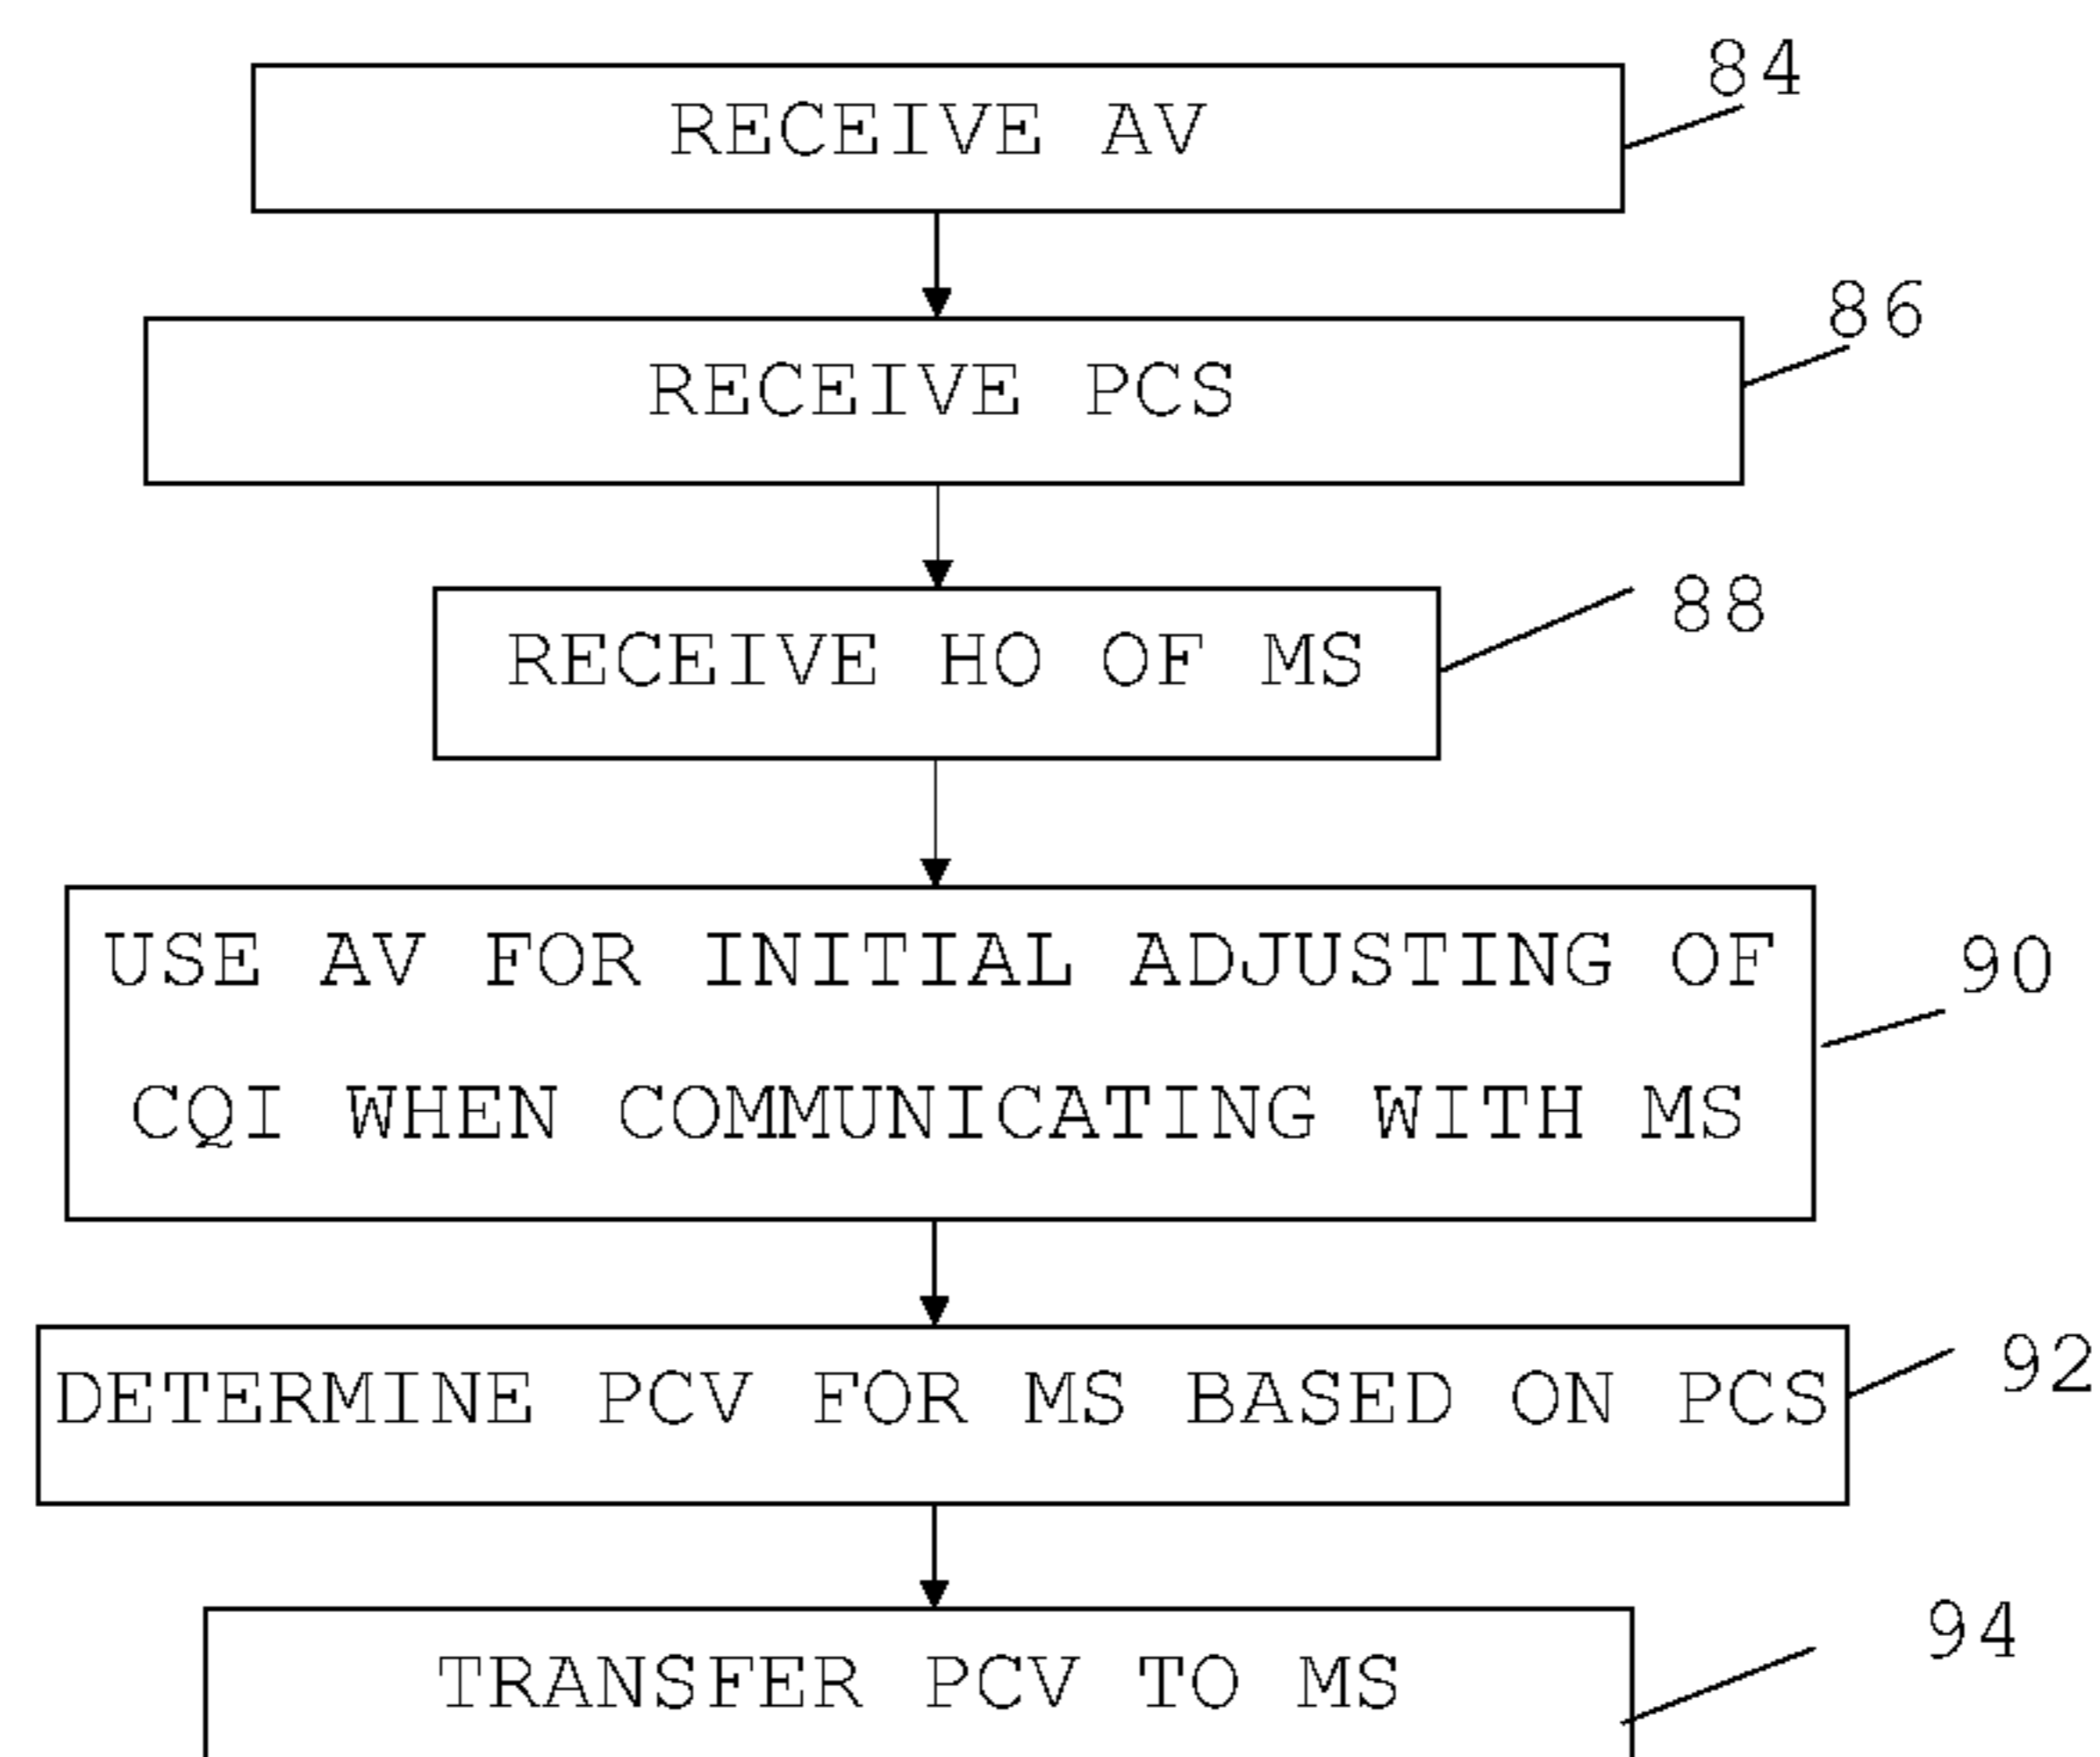 RECEIVE AV
84
RECEIVE PCS
86
RECEIVE HO OF MS
88
USE AV FOR INITIAL ADJUSTING OF
CQI WHEN COMMUNICATING WITH MS
90
DETERMINE PCV FOR MS BASED ON PCS
92
TRANSFER PCV TO MS
94